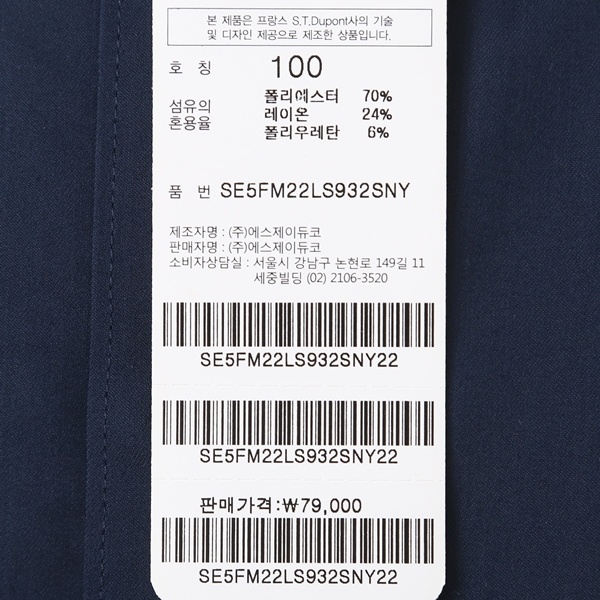 본 제품은 프랑스 S.T.Dupont사의 기술
및 디자인 제공으로 제조한 상품입니다.
호 칭 100
섬유의 혼용율
폴리에스터 70%
레이온 24%
폴리우레탄 6%
품 번 SE5FM22LS932SNY
제조자명 : (주)에스제이듀코
판매자명 : (주)에스제이듀코
소비자상담실 : 서울시 강남구 논현로 149길 11
세중빌딩 (02) 2106-3520
SE5FM22LS932SNY22
SE5FM22LS932SNY22
판매가격:₩79,000
SE5FM22LS932SNY22